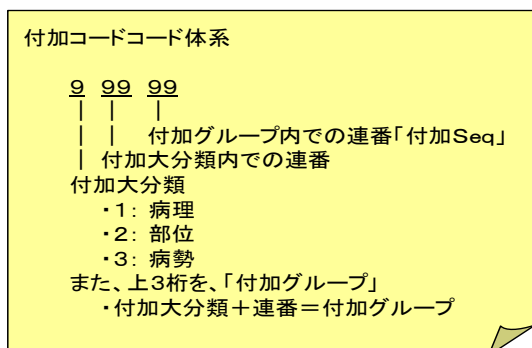 付加コードコード体系
9 99 99
| | |
| | 付加グループ内での連番「付加Seq」
| 付加大分類内での連番
付加大分類
・1: 病理
・2: 部位
・3: 病勢
また、上3桁を、「付加グループ」
・付加大分類+連番=付加グループ